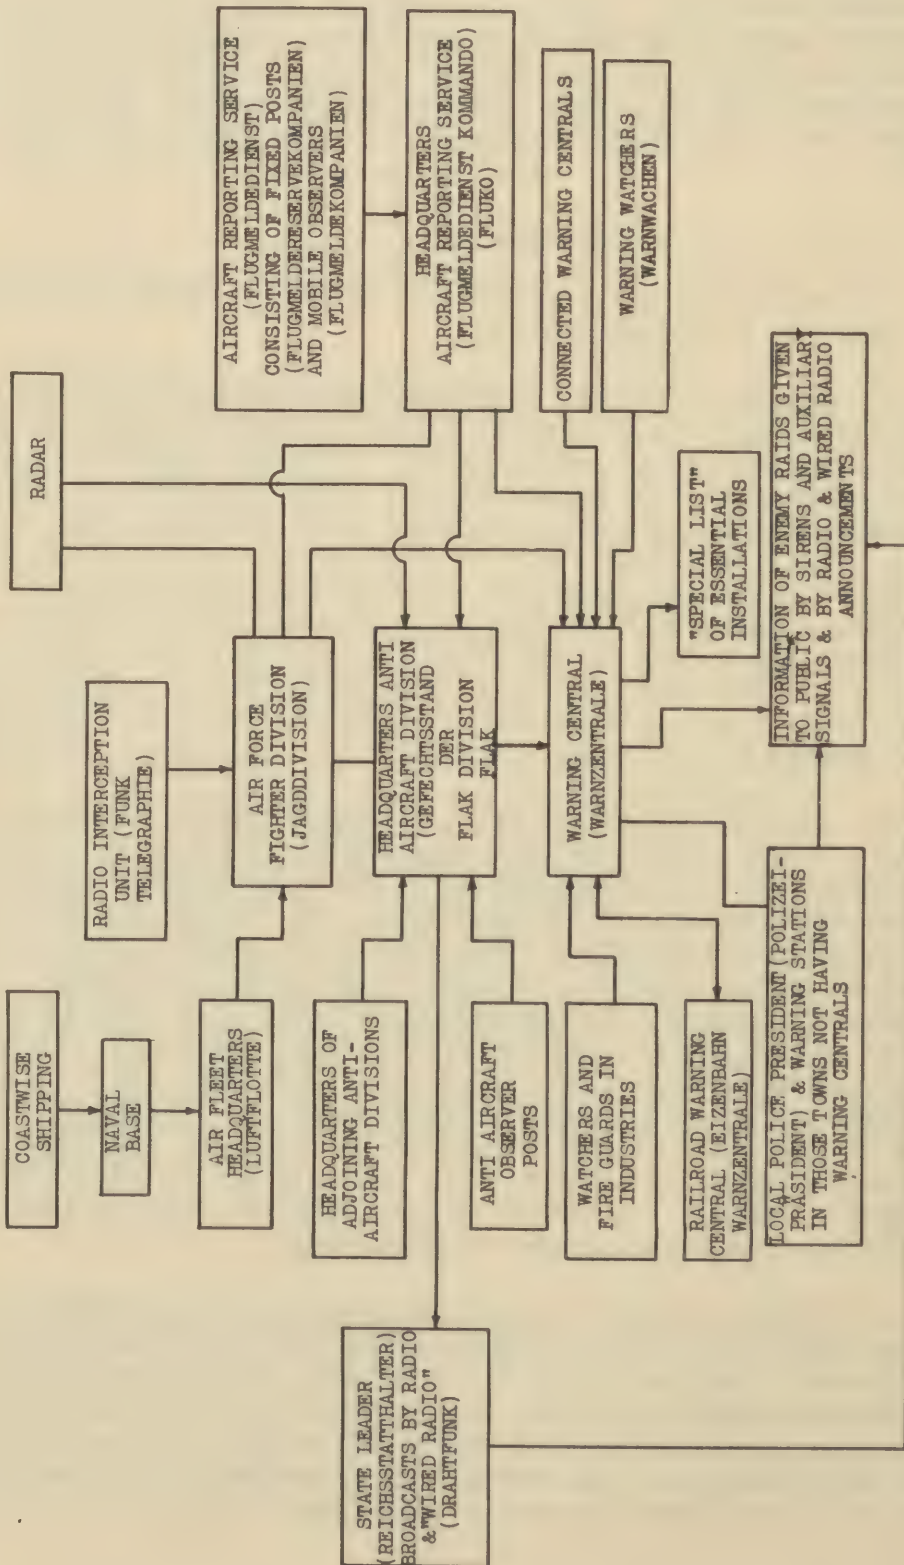 COASTWISE
SHIPPING
NAVAL
BASE
AIR FLEET
HEADQUARTERS
(LUFTFLOTTE)
RADIO INTERCEPTION
UNIT (FUNK
TELEGRAPHIE)
RADAR
AIR FORCE
FIGHTER DIVISION
(JAGDDIVISION)
AIRCRAFT REPORTING SERVICE
(FLUGMELDEDIENST)
CONSISTING OF FIXED POSTS
(FLUGMELDERESERVEKOMPANIEN)
AND MOBILE OBSERVERS
(FLUGMELDEKOMPANIEN)
HEADQUARTERS
AIRCRAFT REPORTING SERVICE
(FLUGMELDEDIENST KOMMANDO)
(FLUKO)
HEADQUARTERS OF
ADJOINING ANTI-
AIRCRAFT DIVISIONS
HEADQUARTERS ANTI
AIRCRAFT DIVISION
(GEFECHTSSTAND
DER
FLAK DIVISION
FLAK
ANTI AIRCRAFT
OBSERVER
POSTS
STATE LEADER
(REICHSSTATTHALTER)
BROADCASTS BY RADIO
&"WIRED RADIO"
(DRAHTFUNK)
CONNECTED WARNING CENTRALS
WARNING WATCHERS
(WARNWACHEN)
WATCHERS AND
FIRE GUARDS IN
INDUSTRIES
WARNING CENTRAL
(WARNZENTRALE)
RAILROAD WARNING
CENTRAL (EIZENBAHN
WARNZENTRALE)
"SPECIAL LIST"
OF ESSENTIAL
INSTALLATIONS
LOCAL POLICE PRESIDENT(POLIZEI-
PRÄSIDENT) & WARNING STATIONS
IN THOSE TOWNS NOT HAVING
WARNING CENTRALS
INFORMATION OF ENEMY RAIDS GIVEN
TO PUBLIC BY SIRENS AND AUXILIARY
SIGNALS & BY RADIO & WIRED RADIO
ANNOUNCEMENTS